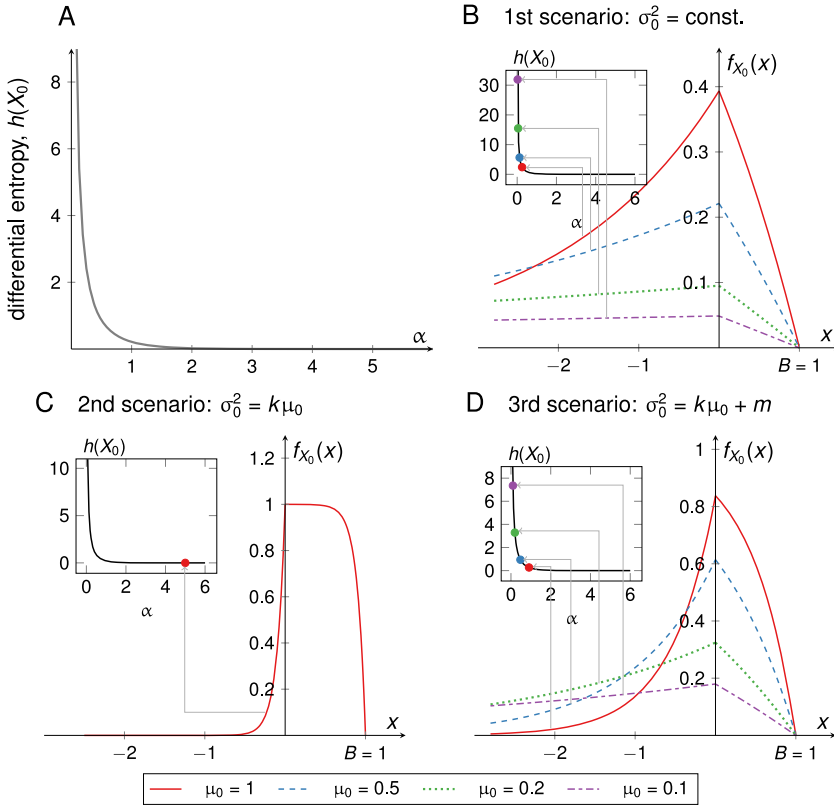 A
differential entropy, h(X₀)
8
6
4
2
1 2 3 4 5
α
B 1st scenario: σ₀² = const.
h(X₀)
30
20
10
0
0 2 4 6
α
f_X₀(x)
0.4
0.3
0.2
0.1
−2 −1 B = 1
x
C 2nd scenario: σ₀² = kμ₀
h(X₀)
10
5
0
0 2 4 6
α
f_X₀(x)
1.2
1
0.8
0.6
0.4
0.2
−2 −1 B = 1
x
D 3rd scenario: σ₀² = kμ₀ + m
h(X₀)
8
6
4
2
0
0 2 4 6
α
f_X₀(x)
1
0.8
0.6
0.4
0.2
−2 −1 B = 1
x
μ₀ = 1 μ₀ = 0.5 μ₀ = 0.2 μ₀ = 0.1